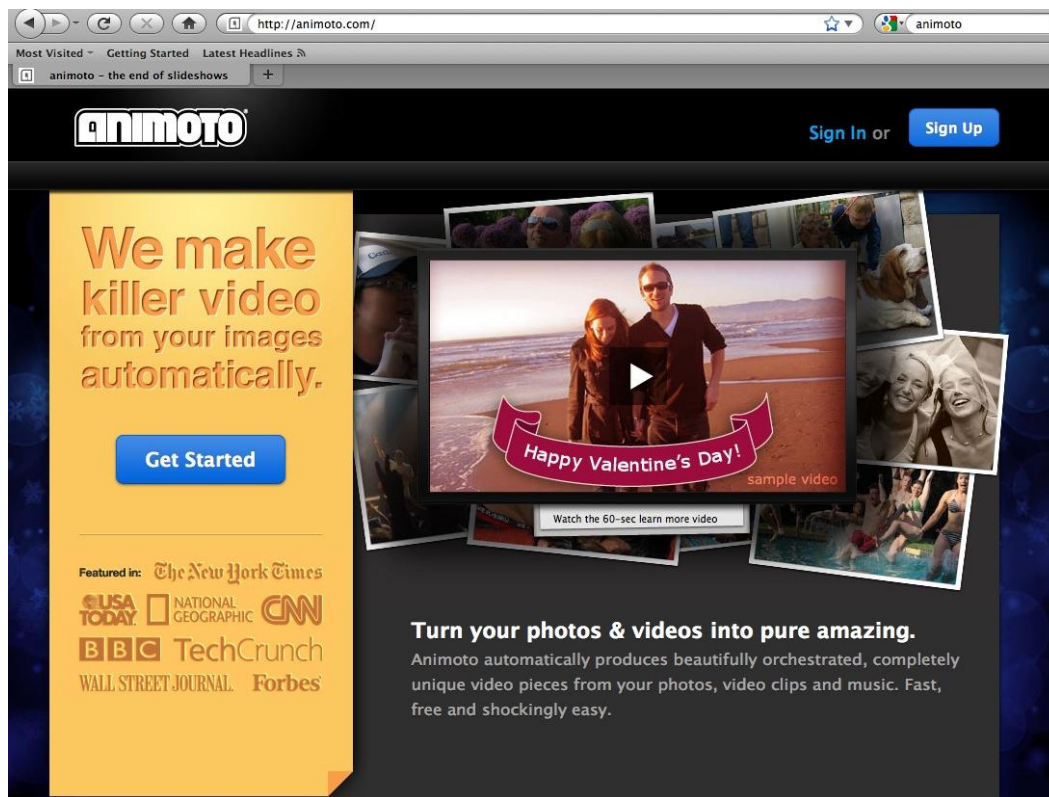 http://animoto.com/
animoto
Most Visited
Getting Started
Latest Headlines
animoto - the end of slideshows
+
animoto
Sign In or
Sign Up
We make
killer video
from your images
automatically.
Get Started
Happy Valentine's Day!
sample video
Watch the 60-sec learn more video
Featured in: The New York Times
USA TODAY
NATIONAL GEOGRAPHIC
CNN
BBC TechCrunch
WALL STREET JOURNAL. Forbes
Turn your photos & videos into pure amazing.
Animoto automatically produces beautifully orchestrated, completely
unique video pieces from your photos, video clips and music. Fast,
free and shockingly easy.